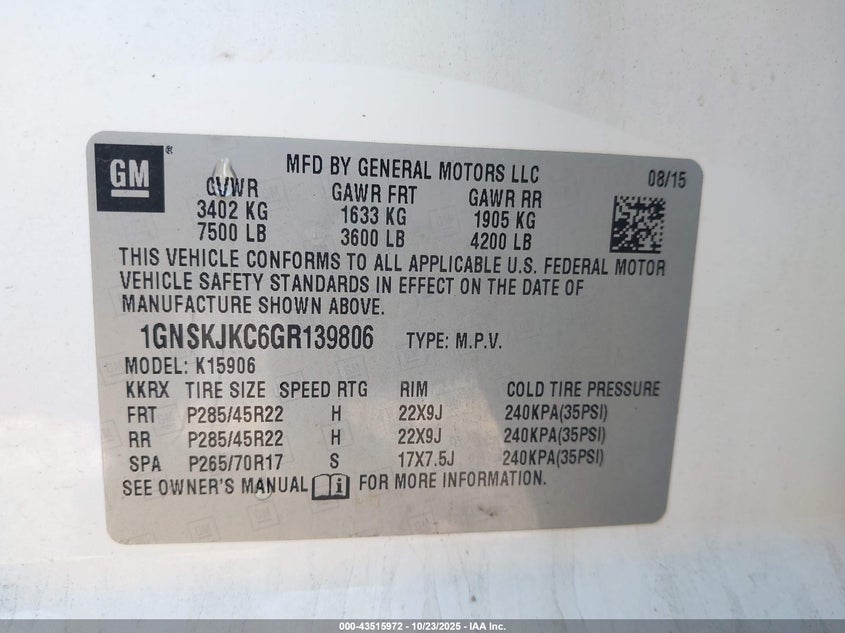 GM ®
MFD BY GENERAL MOTORS LLC
08/15
GVWR GAWR FRT GAWR RR
3402 KG 1633 KG 1905 KG
7500 LB 3600 LB 4200 LB
THIS VEHICLE CONFORMS TO ALL APPLICABLE U.S. FEDERAL MOTOR
VEHICLE SAFETY STANDARDS IN EFFECT ON THE DATE OF
MANUFACTURE SHOWN ABOVE.
1GNSKJKC6GR139806 TYPE: M.P.V.
MODEL: K15906
KKRX TIRE SIZE SPEED RTG RIM COLD TIRE PRESSURE
FRT P285/45R22 H 22X9J 240KPA(35PSI)
RR P285/45R22 H 22X9J 240KPA(35PSI)
SPA P265/70R17 S 17X7.5J 240KPA(35PSI)
SEE OWNER'S MANUAL i FOR MORE INFORMATION.
000-43515972 - 10/23/2025 - IAA Inc.